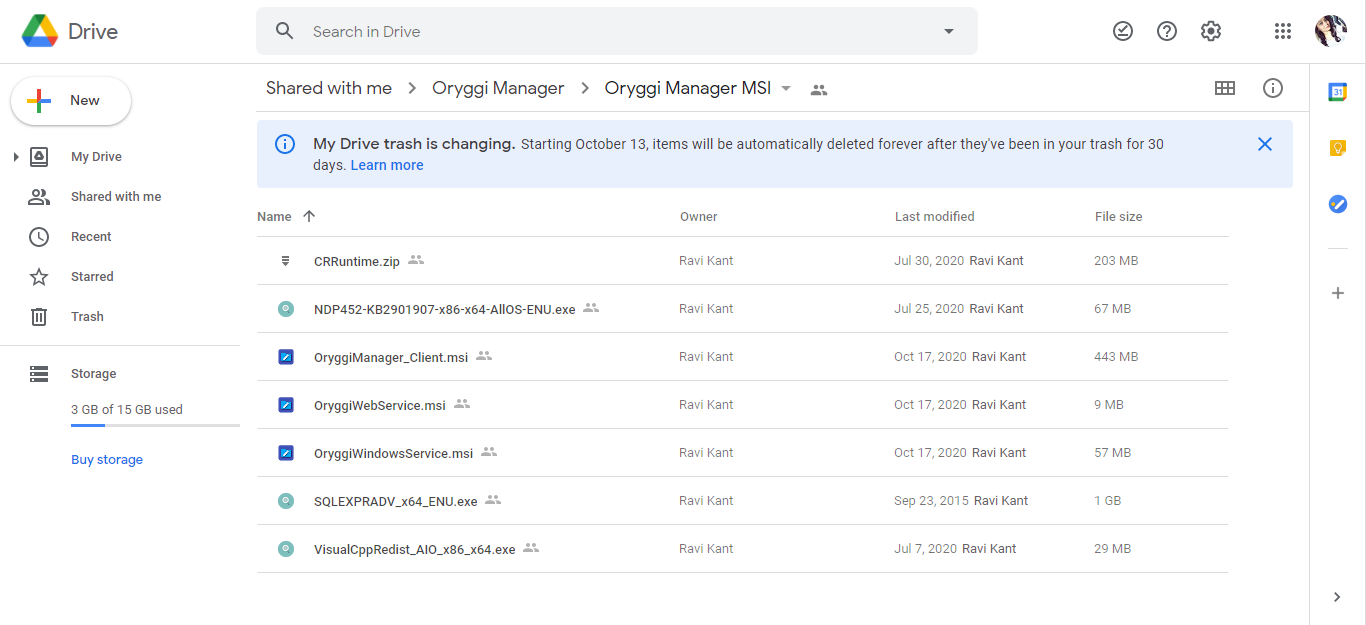 Drive
Search in Drive
New
My Drive
Shared with me
Recent
Starred
Trash
Storage
3 GB of 15 GB used
Buy storage
Shared with me > Oryggi Manager > Oryggi Manager MSI
My Drive trash is changing. Starting October 13, items will be automatically deleted forever after they've been in your trash for 30
days. Learn more
Name Owner Last modified File size
CRRuntime.zip Ravi Kant Jul 30, 2020 Ravi Kant 203 MB
NDP452-KB2901907-x86-x64-AllOS-ENU.exe Ravi Kant Jul 25, 2020 Ravi Kant 67 MB
OryggiManager_Client.msi Ravi Kant Oct 17, 2020 Ravi Kant 443 MB
OryggiWebService.msi Ravi Kant Oct 17, 2020 Ravi Kant 9 MB
OryggiWindowsService.msi Ravi Kant Oct 17, 2020 Ravi Kant 57 MB
SQLEXPRADV_x64_ENU.exe Ravi Kant Sep 23, 2015 Ravi Kant 1 GB
VisualCppRedist_AIO_x86_x64.exe Ravi Kant Jul 7, 2020 Ravi Kant 29 MB
31